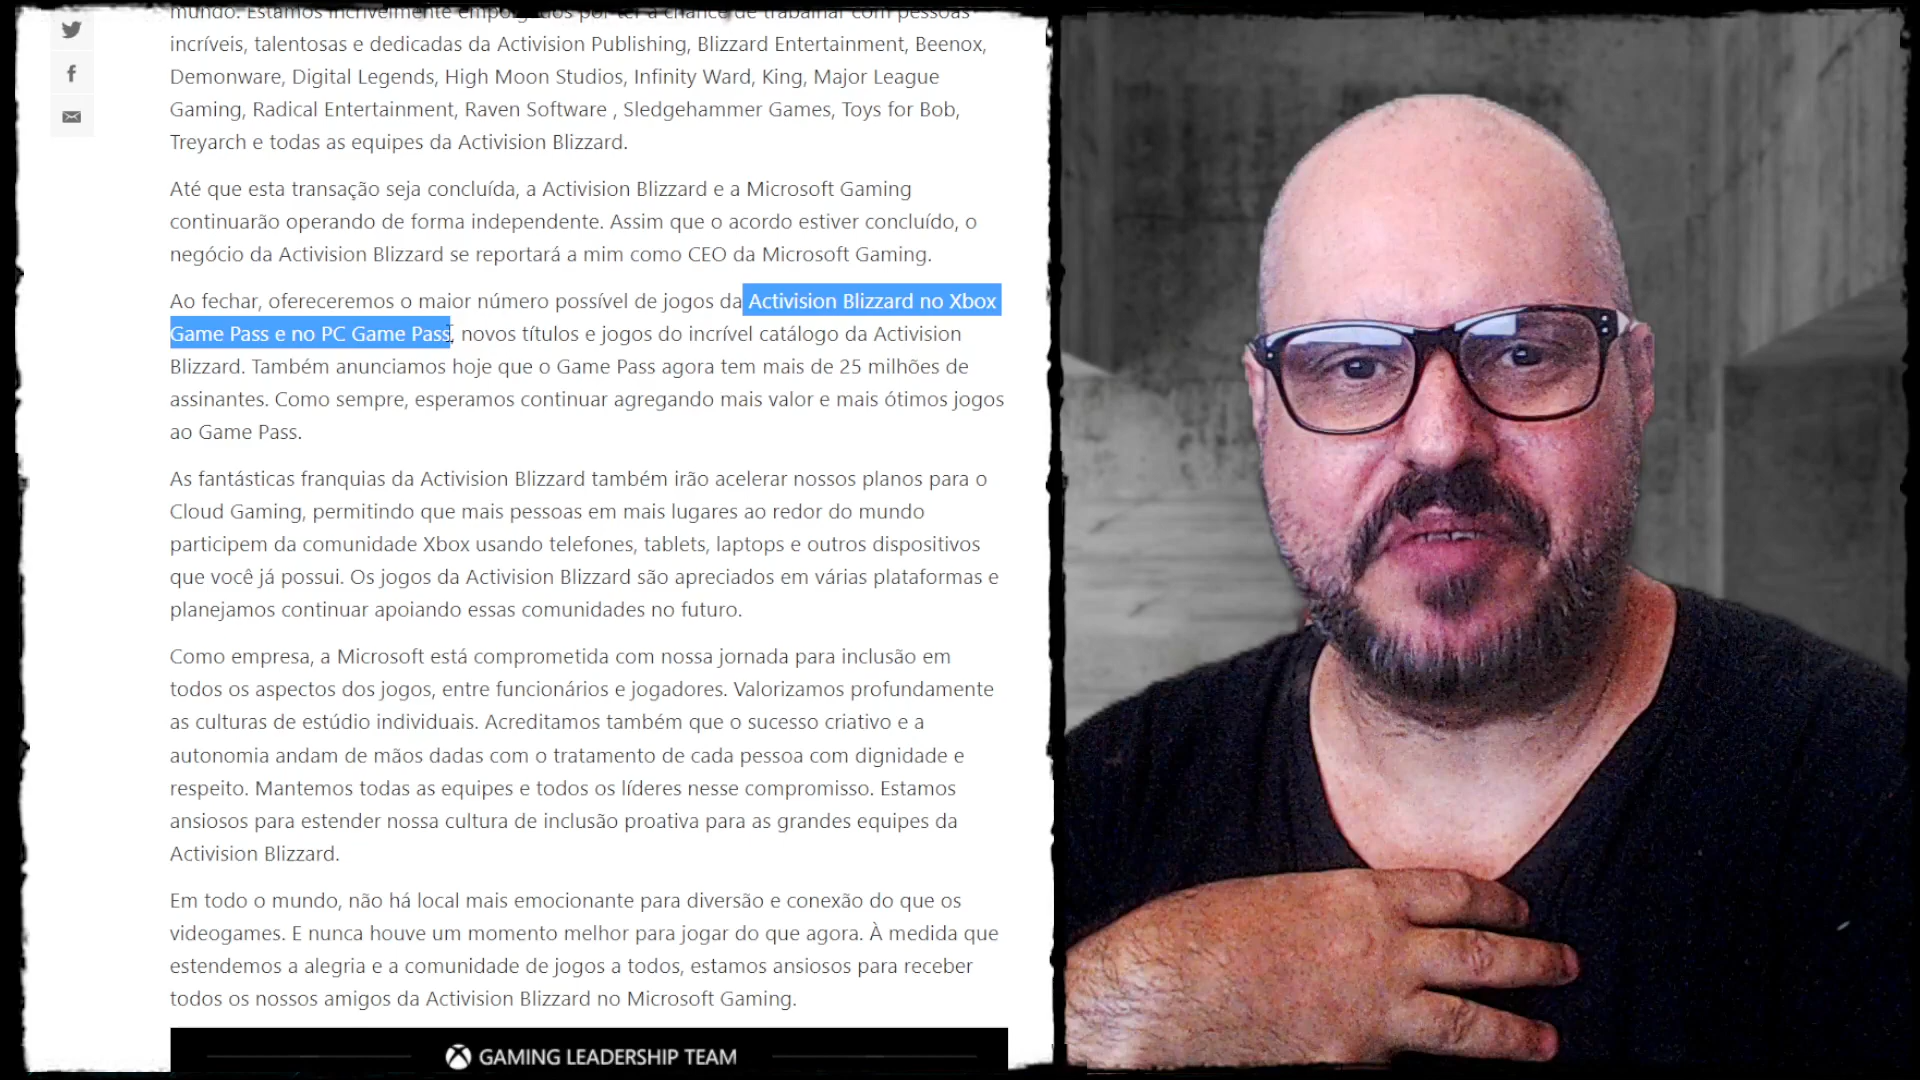 mundo. Estamos incrivelmente empolgados por ter a chance de trabalhar com pessoas
incríveis, talentosas e dedicadas da Activision Publishing, Blizzard Entertainment, Beenox,
Demonware, Digital Legends, High Moon Studios, Infinity Ward, King, Major League
Gaming, Radical Entertainment, Raven Software , Sledgehammer Games, Toys for Bob,
Treyarch e todas as equipes da Activision Blizzard.
Até que esta transação seja concluída, a Activision Blizzard e a Microsoft Gaming
continuarão operando de forma independente. Assim que o acordo estiver concluído, o
negócio da Activision Blizzard se reportará a mim como CEO da Microsoft Gaming.
Ao fechar, ofereceremos o maior número possível de jogos da Activision Blizzard no Xbox
Game Pass e no PC Game Pass, novos títulos e jogos do incrível catálogo da Activision
Blizzard. Também anunciamos hoje que o Game Pass agora tem mais de 25 milhões de
assinantes. Como sempre, esperamos continuar agregando mais valor e mais ótimos jogos
ao Game Pass.
As fantásticas franquias da Activision Blizzard também irão acelerar nossos planos para o
Cloud Gaming, permitindo que mais pessoas em mais lugares ao redor do mundo
participem da comunidade Xbox usando telefones, tablets, laptops e outros dispositivos
que você já possui. Os jogos da Activision Blizzard são apreciados em várias plataformas e
planejamos continuar apoiando essas comunidades no futuro.
Como empresa, a Microsoft está comprometida com nossa jornada para inclusão em
todos os aspectos dos jogos, entre funcionários e jogadores. Valorizamos profundamente
as culturas de estúdio individuais. Acreditamos também que o sucesso criativo e a
autonomia andam de mãos dadas com o tratamento de cada pessoa com dignidade e
respeito. Mantemos todas as equipes e todos os líderes nesse compromisso. Estamos
ansiosos para estender nossa cultura de inclusão proativa para as grandes equipes da
Activision Blizzard.
Em todo o mundo, não há local mais emocionante para diversão e conexão do que os
videogames. E nunca houve um momento melhor para jogar do que agora. À medida que
estendemos a alegria e a comunidade de jogos a todos, estamos ansiosos para receber
todos os nossos amigos da Activision Blizzard no Microsoft Gaming.
GAMING LEADERSHIP TEAM